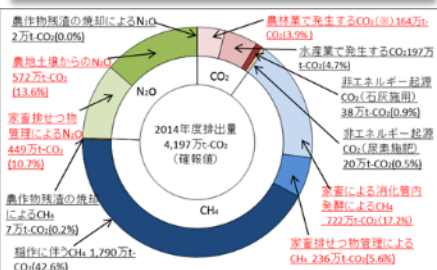 農作物残渣の焼却によるN₂O
2万t-CO₂(0.0%)
農林業で発生するCO₂(※)164万
t-CO₂(3.9%)
水産業で発生するCO₂197万
t-CO₂(4.7%)
農地土壌からのN₂O
572万t-CO₂
(13.6%)
CO₂
N₂O
非エネルギー起源
CO₂(石灰施用)
38万t-CO₂(0.9%)
家畜排せつ物
管理によるN₂O
449万t-CO₂
(10.7%)
2014年度排出量
4,197万t-CO₂
(確報値)
非エネルギー起源
CO₂(尿素施肥)
20万t-CO₂(0.5%)
農作物残渣の焼却
によるCH4
7万t-CO₂(0.2%)
CH₄
家畜による消化管内
発酵によるCH4
722万t-CO₂(17.2%)
稲作に伴うCH4 1,790万t-
CO₂(42.6%)
家畜排せつ物管理による
CH4 236万t-CO₂(5.6%)